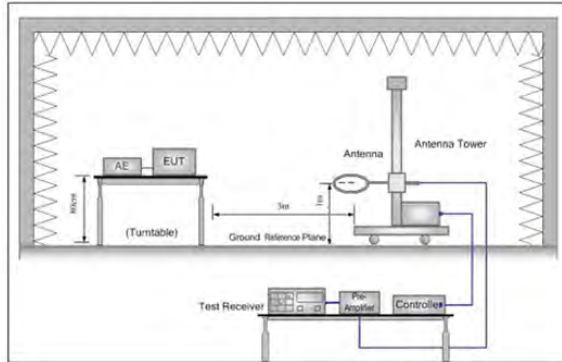 Antenna Tower
Antenna
AE
EUT
80cm
(Turntable)
3m
1m
Ground Reference Plane
Test Receiver
Pre-
Amplifier
Controller